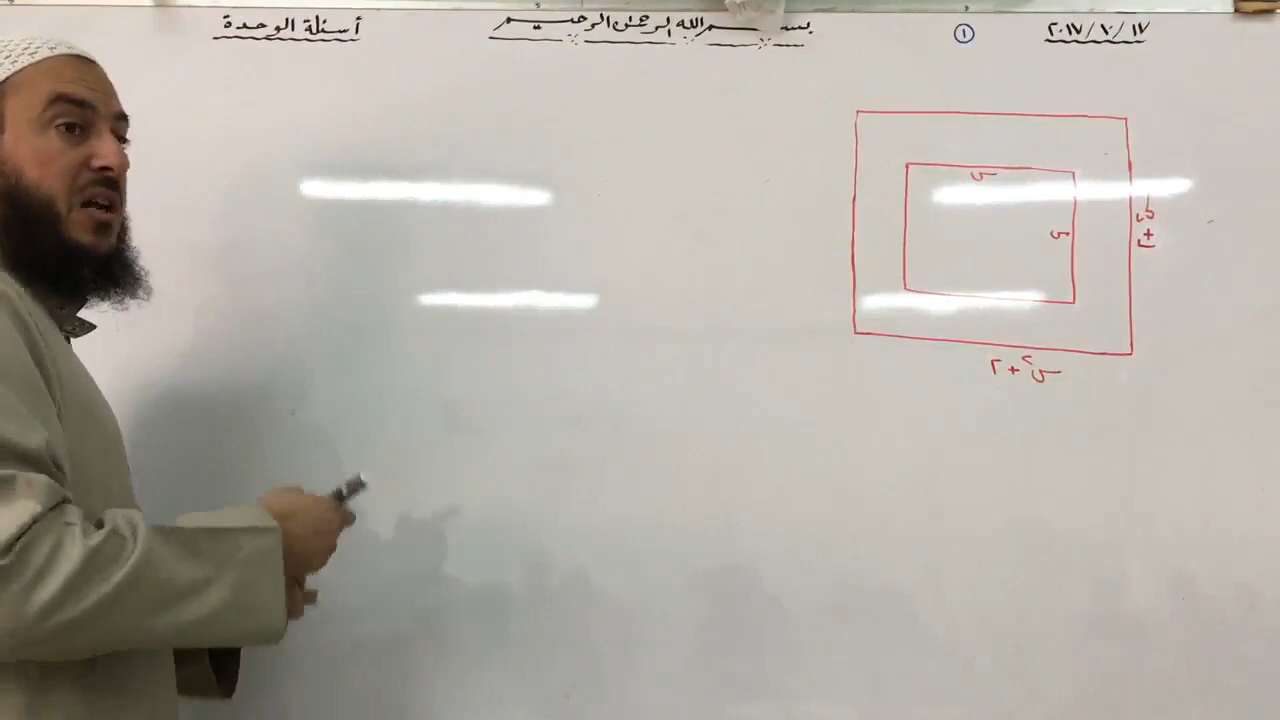 ١٧/١٠/٢٠١٧
١
بسم الله الرحمن الرحيم
أسئلة الوحدة
س
س
س٢ + ٢